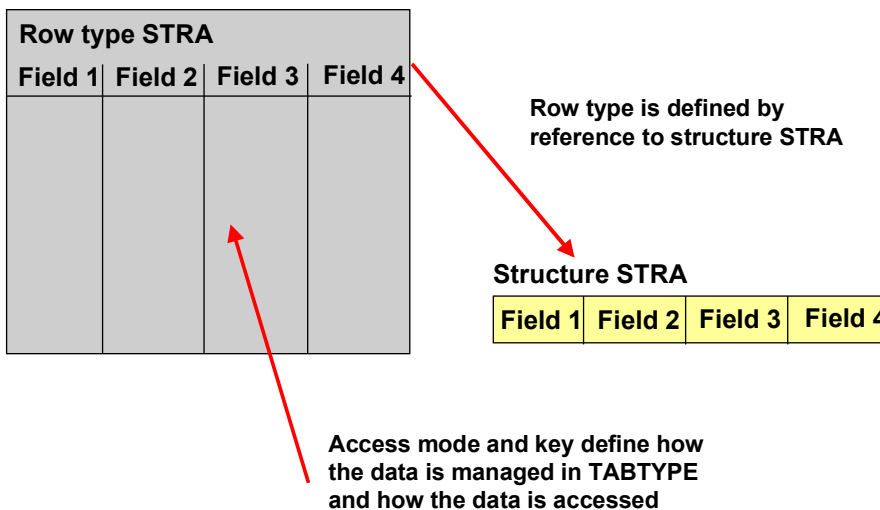 Row type STRA
Field 1 Field 2 Field 3 Field 4
Row type is defined by
reference to structure STRA
Structure STRA
Field 1 Field 2 Field 3 Field 4
Access mode and key define how
the data is managed in TABTYPE
and how the data is accessed